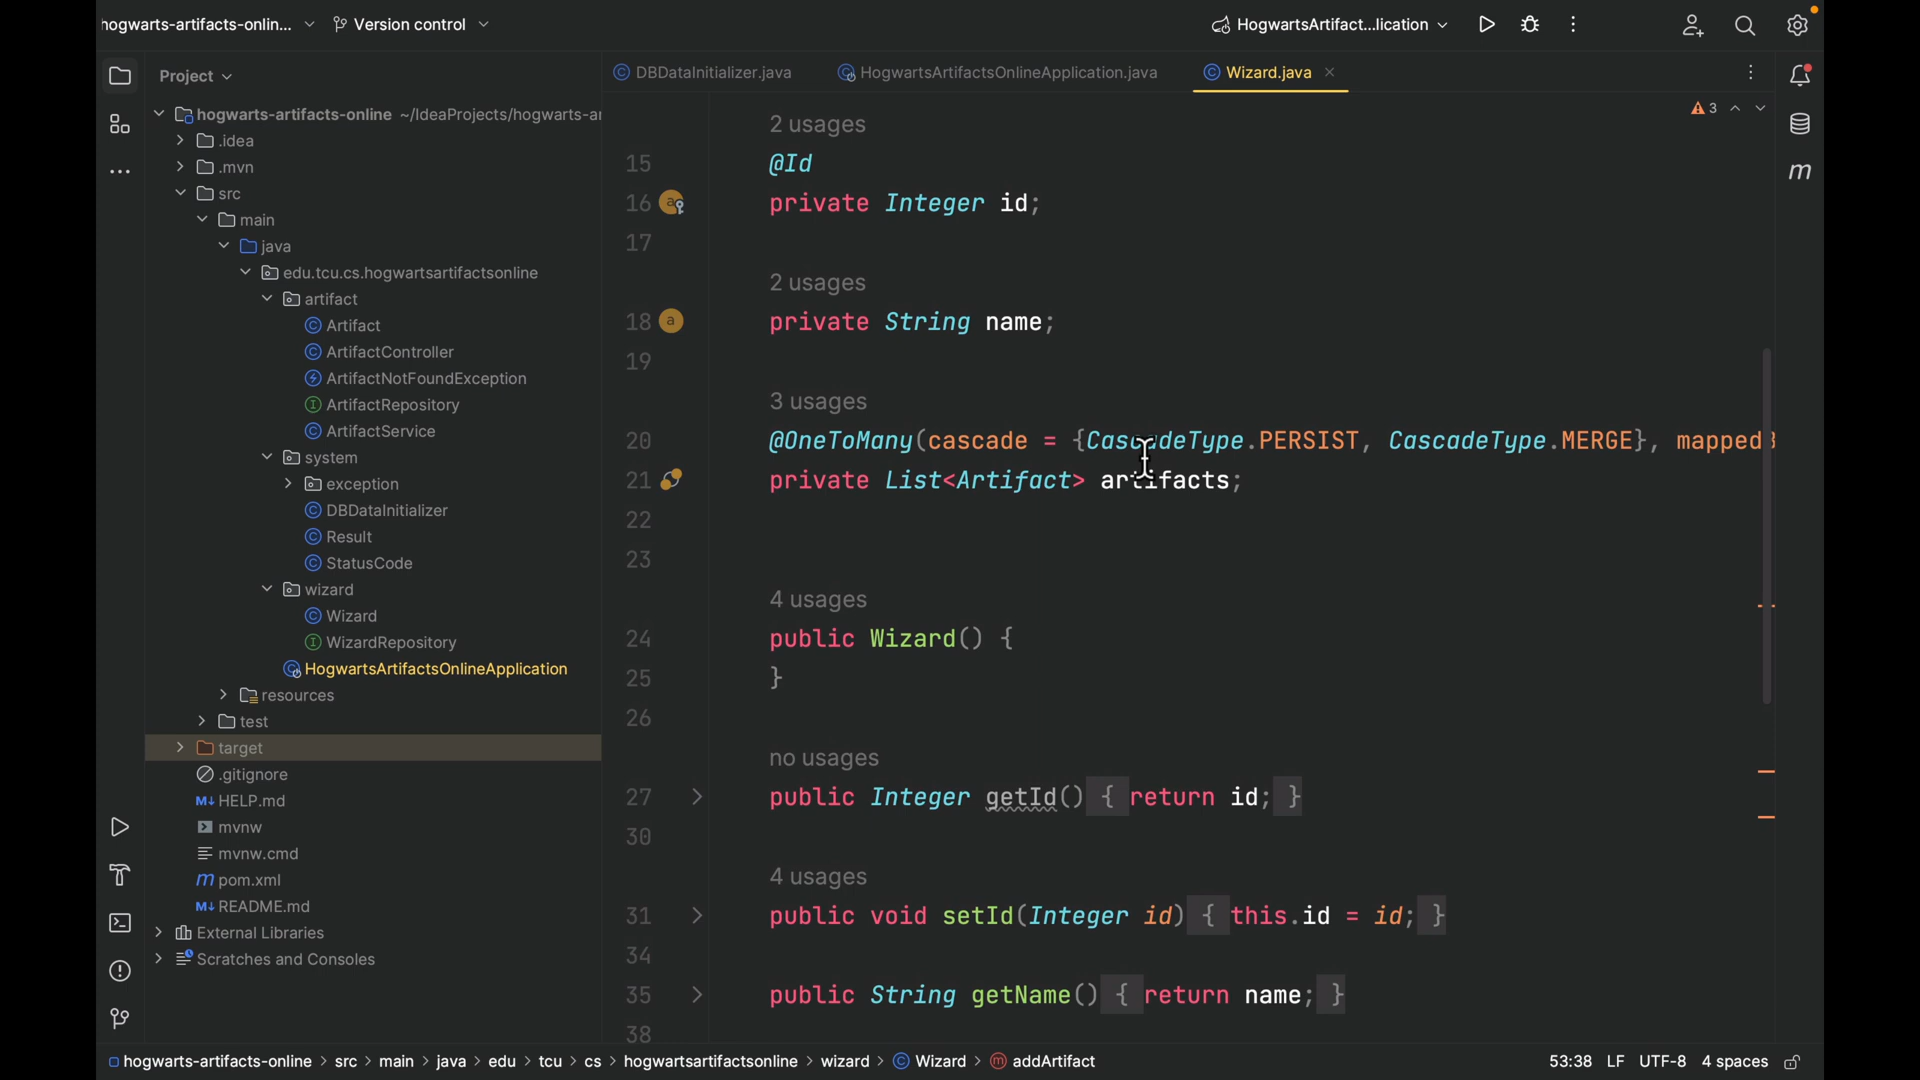 hogwarts-artifacts-onlin...
Version control
HogwartsArtifact...lication
Project
DBDataInitializer.java
HogwartsArtifactsOnlineApplication.java
Wizard.java
3
hogwarts-artifacts-online ~/IdeaProjects/hogwarts-ar
.idea
.mvn
src
main
java
edu.tcu.cs.hogwartsartifactsonline
artifact
Artifact
ArtifactController
ArtifactNotFoundException
ArtifactRepository
ArtifactService
system
exception
DBDataInitializer
Result
StatusCode
wizard
Wizard
WizardRepository
HogwartsArtifactsOnlineApplication
resources
test
target
.gitignore
HELP.md
mvnw
mvnw.cmd
pom.xml
README.md
External Libraries
Scratches and Consoles
2 usages
15 @Id
16 private Integer id;
17
2 usages
18 private String name;
19
3 usages
20 @OneToMany(cascade = {CascadeType.PERSIST, CascadeType.MERGE}, mappedB
21 private List<Artifact> artifacts;
22
23
4 usages
24 public Wizard() {
25 }
26
no usages
27 public Integer getId() { return id; }
30
4 usages
31 public void setId(Integer id) { this.id = id; }
34
35 public String getName() { return name; }
38
hogwarts-artifacts-online > src > main > java > edu > tcu > cs > hogwartsartifactsonline > wizard > Wizard > addArtifact
53:38 LF UTF-8 4 spaces